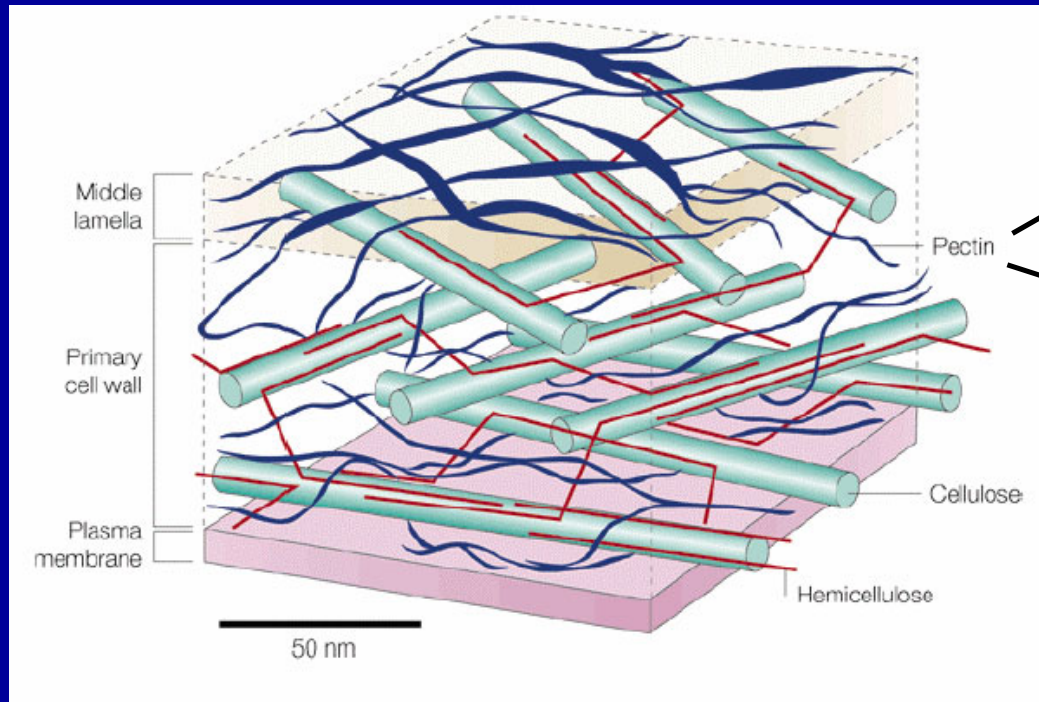 Middle
lamella
Pectin
Primary
cell wall
Cellulose
Plasma
membrane
Hemicellulose
50 nm